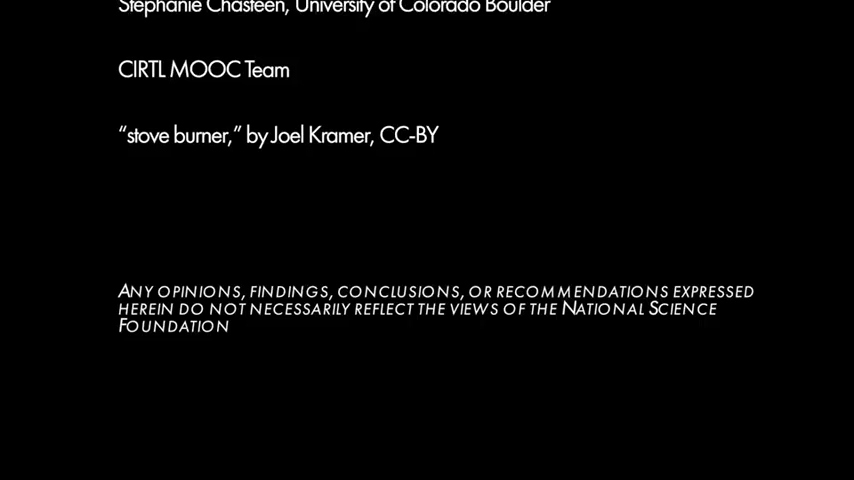 Stephanie Chasteen, University of Colorado Boulder
CIRTL MOOC Team
“stove burner,” by Joel Kramer, CC-BY
ANY OPINIONS, FINDINGS, CONCLUSIONS, OR RECOMMENDATIONS EXPRESSED
HEREIN DO NOT NECESSARILY REFLECT THE VIEWS OF THE NATIONAL SCIENCE
FOUNDATION